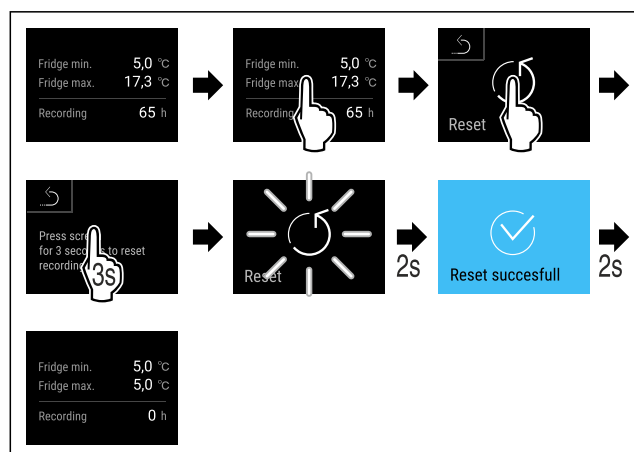 Fridge min. 5,0 °C
Fridge max. 17,3 °C
Recording 65 h
Fridge min. 5,0 °C
Fridge max 17,3 °C
Recording 65 h
Reset
Press scre
for 3 seco s to reset
recording
3s
Reset
2s
Reset succesfull
2s
Fridge min. 5,0 °C
Fridge max. 5,0 °C
Recording 0 h